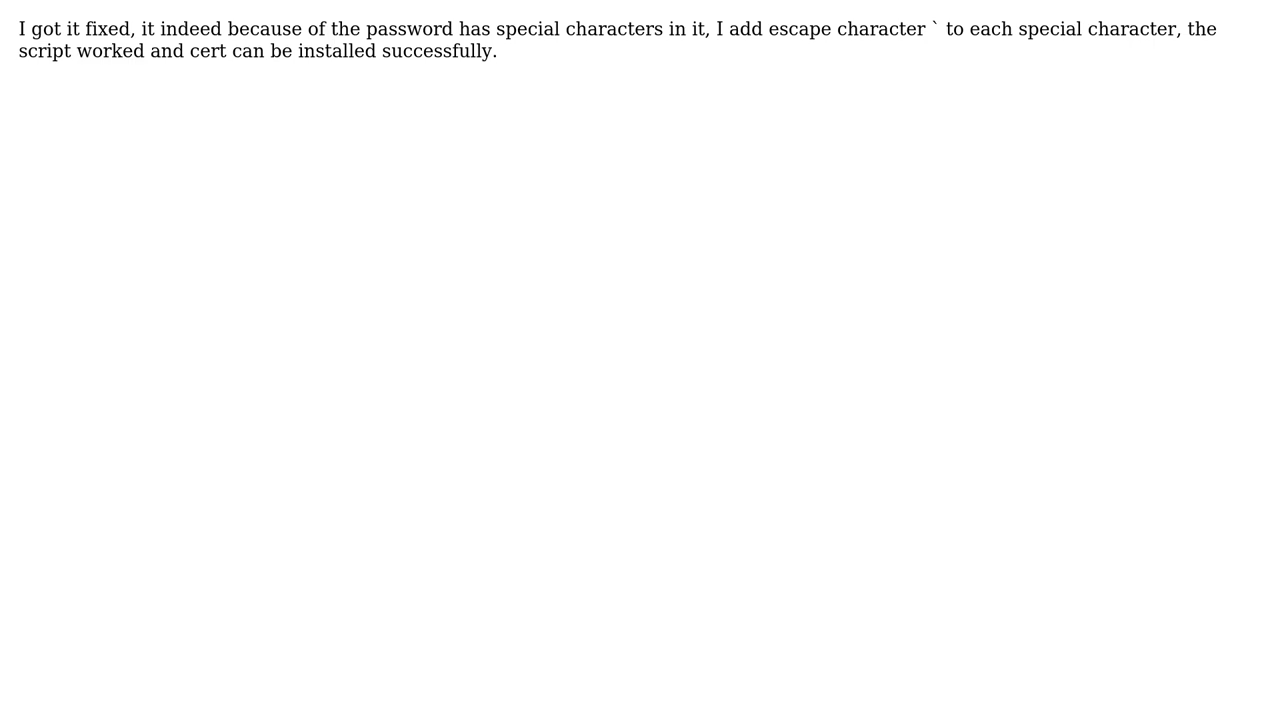 I got it fixed, it indeed because of the password has special characters in it, I add escape character ` to each special character, the
script worked and cert can be installed successfully.